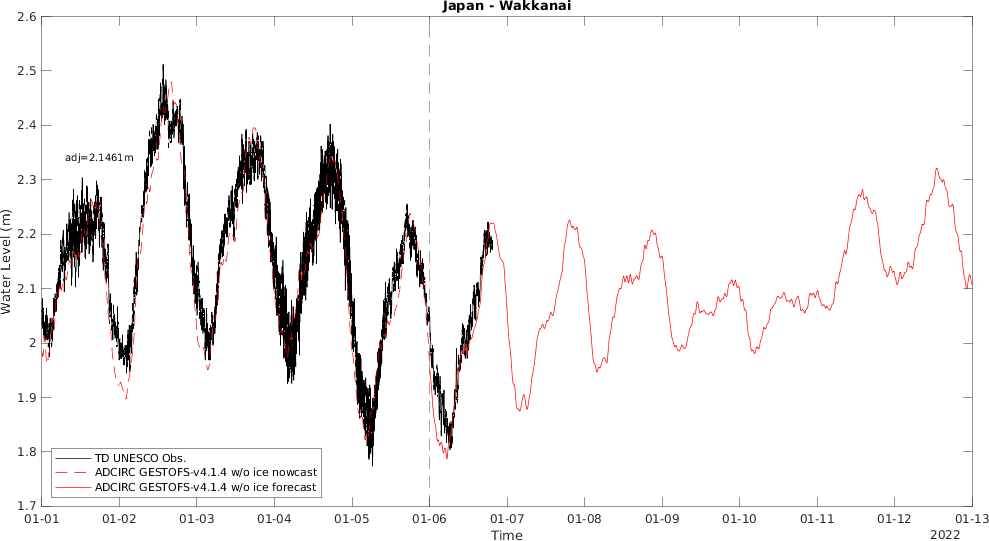 Japan - Wakkanai
2.6
2.5
2.4
2.3
2.2
2.1
2
1.9
1.8
1.7
Water Level (m)
adj=2.1461m
TD UNESCO Obs.
ADCIRC GESTOFS-v4.1.4 w/o ice nowcast
ADCIRC GESTOFS-v4.1.4 w/o ice forecast
01-01 01-02 01-03 01-04 01-05 01-06 01-07 01-08 01-09 01-10 01-11 01-12 01-13
Time
2022